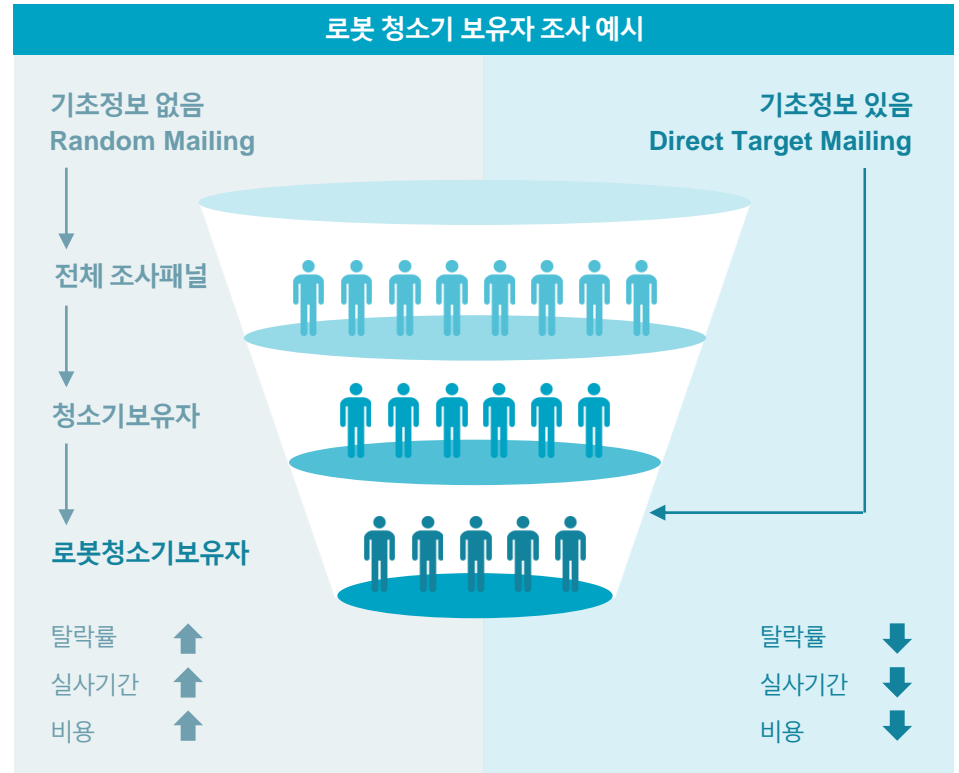 로봇 청소기 보유자 조사 예시
기초정보 없음
Random Mailing
전체 조사패널
청소기보유자
로봇청소기보유자
탈락률
실사기간
비용
기초정보 있음
Direct Target Mailing
탈락률
실사기간
비용